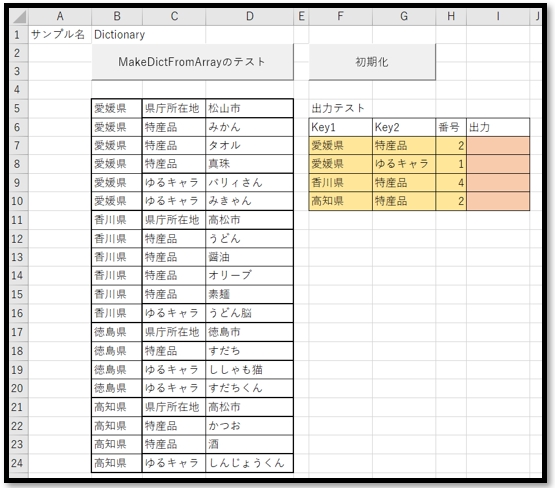 A B C D E F G H I J
1 サンプル名 Dictionary
2 MakeDictFromArrayのテスト 初期化
3
4
5 愛媛県 県庁所在地 松山市 出力テスト
6 愛媛県 特産品 みかん Key1 Key2 番号 出力
7 愛媛県 特産品 タオル 愛媛県 特産品 2
8 愛媛県 特産品 真珠 愛媛県 ゆるキャラ 1
9 愛媛県 ゆるキャラ バリィさん 香川県 特産品 4
10 愛媛県 ゆるキャラ みきゃん 高知県 特産品 2
11 香川県 県庁所在地 高松市
12 香川県 特産品 うどん
13 香川県 特産品 醤油
14 香川県 特産品 オリーブ
15 香川県 特産品 素麺
16 香川県 ゆるキャラ うどん脳
17 徳島県 県庁所在地 徳島市
18 徳島県 特産品 すだち
19 徳島県 ゆるキャラ ししゃも猫
20 徳島県 ゆるキャラ すだちくん
21 高知県 県庁所在地 高松市
22 高知県 特産品 かつお
23 高知県 特産品 酒
24 高知県 ゆるキャラ しんじょうくん